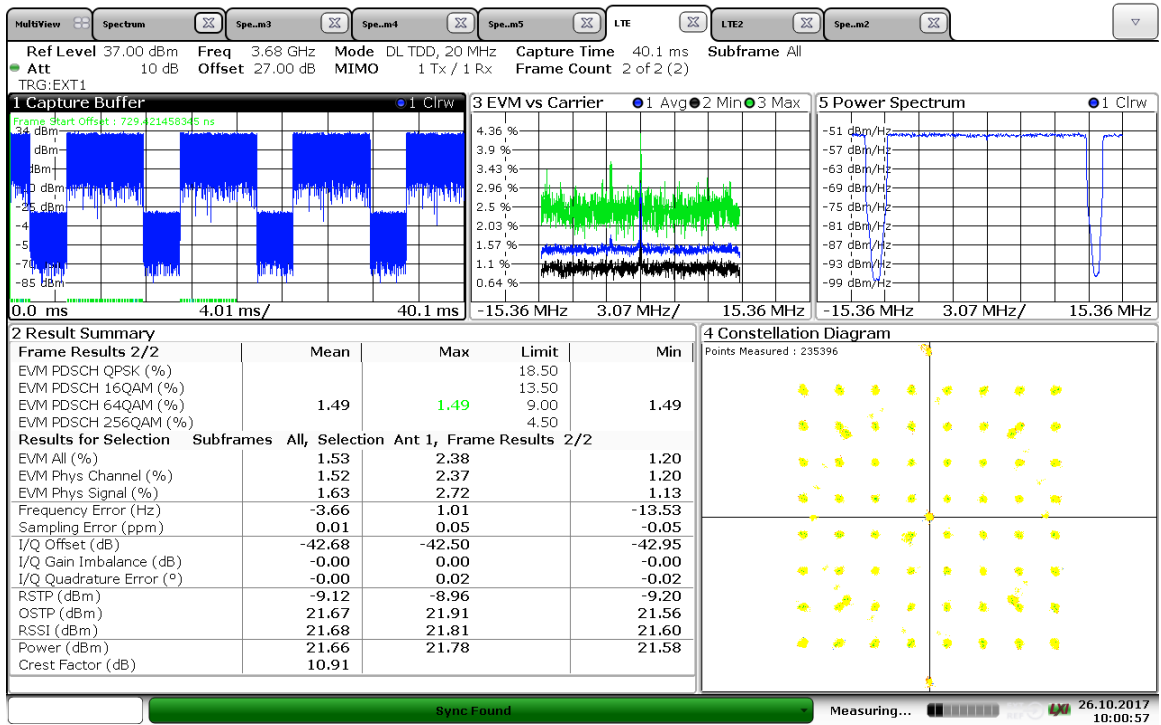 MultiView Spectrum Spe..m3 Spe..m4 Spe..m5 LTE LTE2 Spe..m2
Ref Level 37.00 dBm Freq 3.68 GHz Mode DL TDD, 20 MHz Capture Time 40.1 ms Subframe All
Att 10 dB Offset 27.00 dB MIMO 1 Tx / 1 Rx Frame Count 2 of 2 (2)
TRG:EXT1
1 Capture Buffer 1 Clrw
Frame Start Offset : 729.421458345 ns
34 dBm
dBm
dBm
dBm
-25 dBm
-85 dBm
0.0 ms 4.01 ms/ 40.1 ms
3 EVM vs Carrier 1 Avg 2 Min 3 Max
4.36 %
3.9 %
3.43 %
2.96 %
2.5 %
2.03 %
1.57 %
1.1 %
0.64 %
-15.36 MHz 3.07 MHz/ 15.36 MHz
5 Power Spectrum 1 Clrw
-51 dBm/Hz
-57 dBm/Hz
-63 dBm/Hz
-69 dBm/Hz
-75 dBm/Hz
-81 dBm/Hz
-87 dBm/Hz
-93 dBm/Hz
-99 dBm/Hz
-15.36 MHz 3.07 MHz/ 15.36 MHz
2 Result Summary
Frame Results 2/2 Mean Max Limit Min
EVM PDSCH QPSK (%) 18.50
EVM PDSCH 16QAM (%) 13.50
EVM PDSCH 64QAM (%) 1.49 1.49 9.00 1.49
EVM PDSCH 256QAM (%) 4.50
Results for Selection Subframes All, Selection Ant 1, Frame Results 2/2
EVM All (%) 1.53 2.38 1.20
EVM Phys Channel (%) 1.52 2.37 1.20
EVM Phys Signal (%) 1.63 2.72 1.13
Frequency Error (Hz) -3.66 1.01 -13.53
Sampling Error (ppm) 0.01 0.05 -0.05
I/Q Offset (dB) -42.68 -42.50 -42.95
I/Q Gain Imbalance (dB) -0.00 0.00 -0.00
I/Q Quadrature Error (°) -0.00 0.02 -0.02
RSTP (dBm) -9.12 -8.96 -9.20
OSTP (dBm) 21.67 21.91 21.56
RSSI (dBm) 21.68 21.81 21.60
Power (dBm) 21.66 21.78 21.58
Crest Factor (dB) 10.91
4 Constellation Diagram
Points Measured : 235396
Sync Found
Measuring...
LXI
26.10.2017
10:00:57